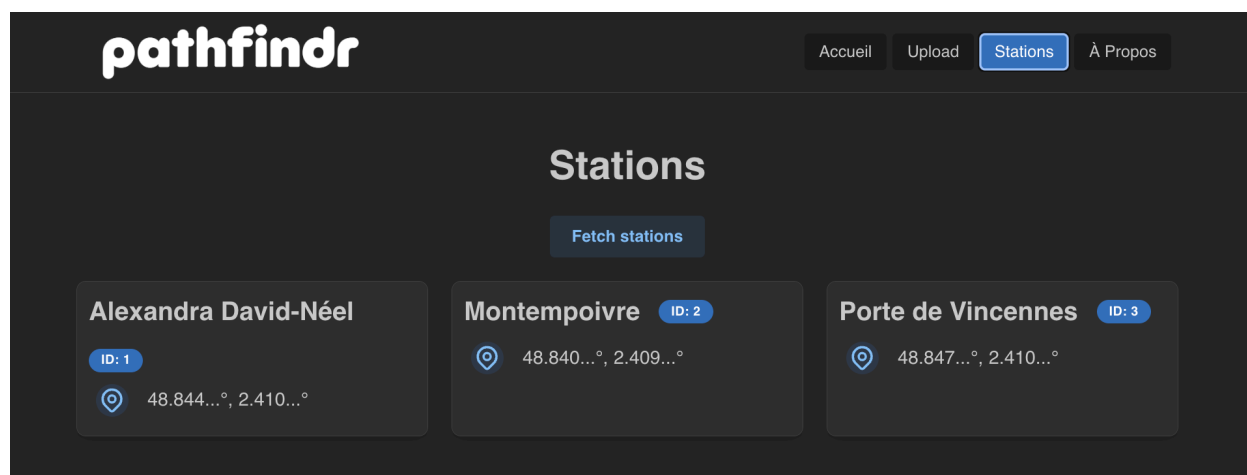 pathfindr
Accueil Upload Stations À Propos
Stations
Fetch stations
Alexandra David-Néel
ID: 1
48.844...°, 2.410...°
Montempoivre ID: 2
48.840...°, 2.409...°
Porte de Vincennes ID: 3
48.847...°, 2.410...°